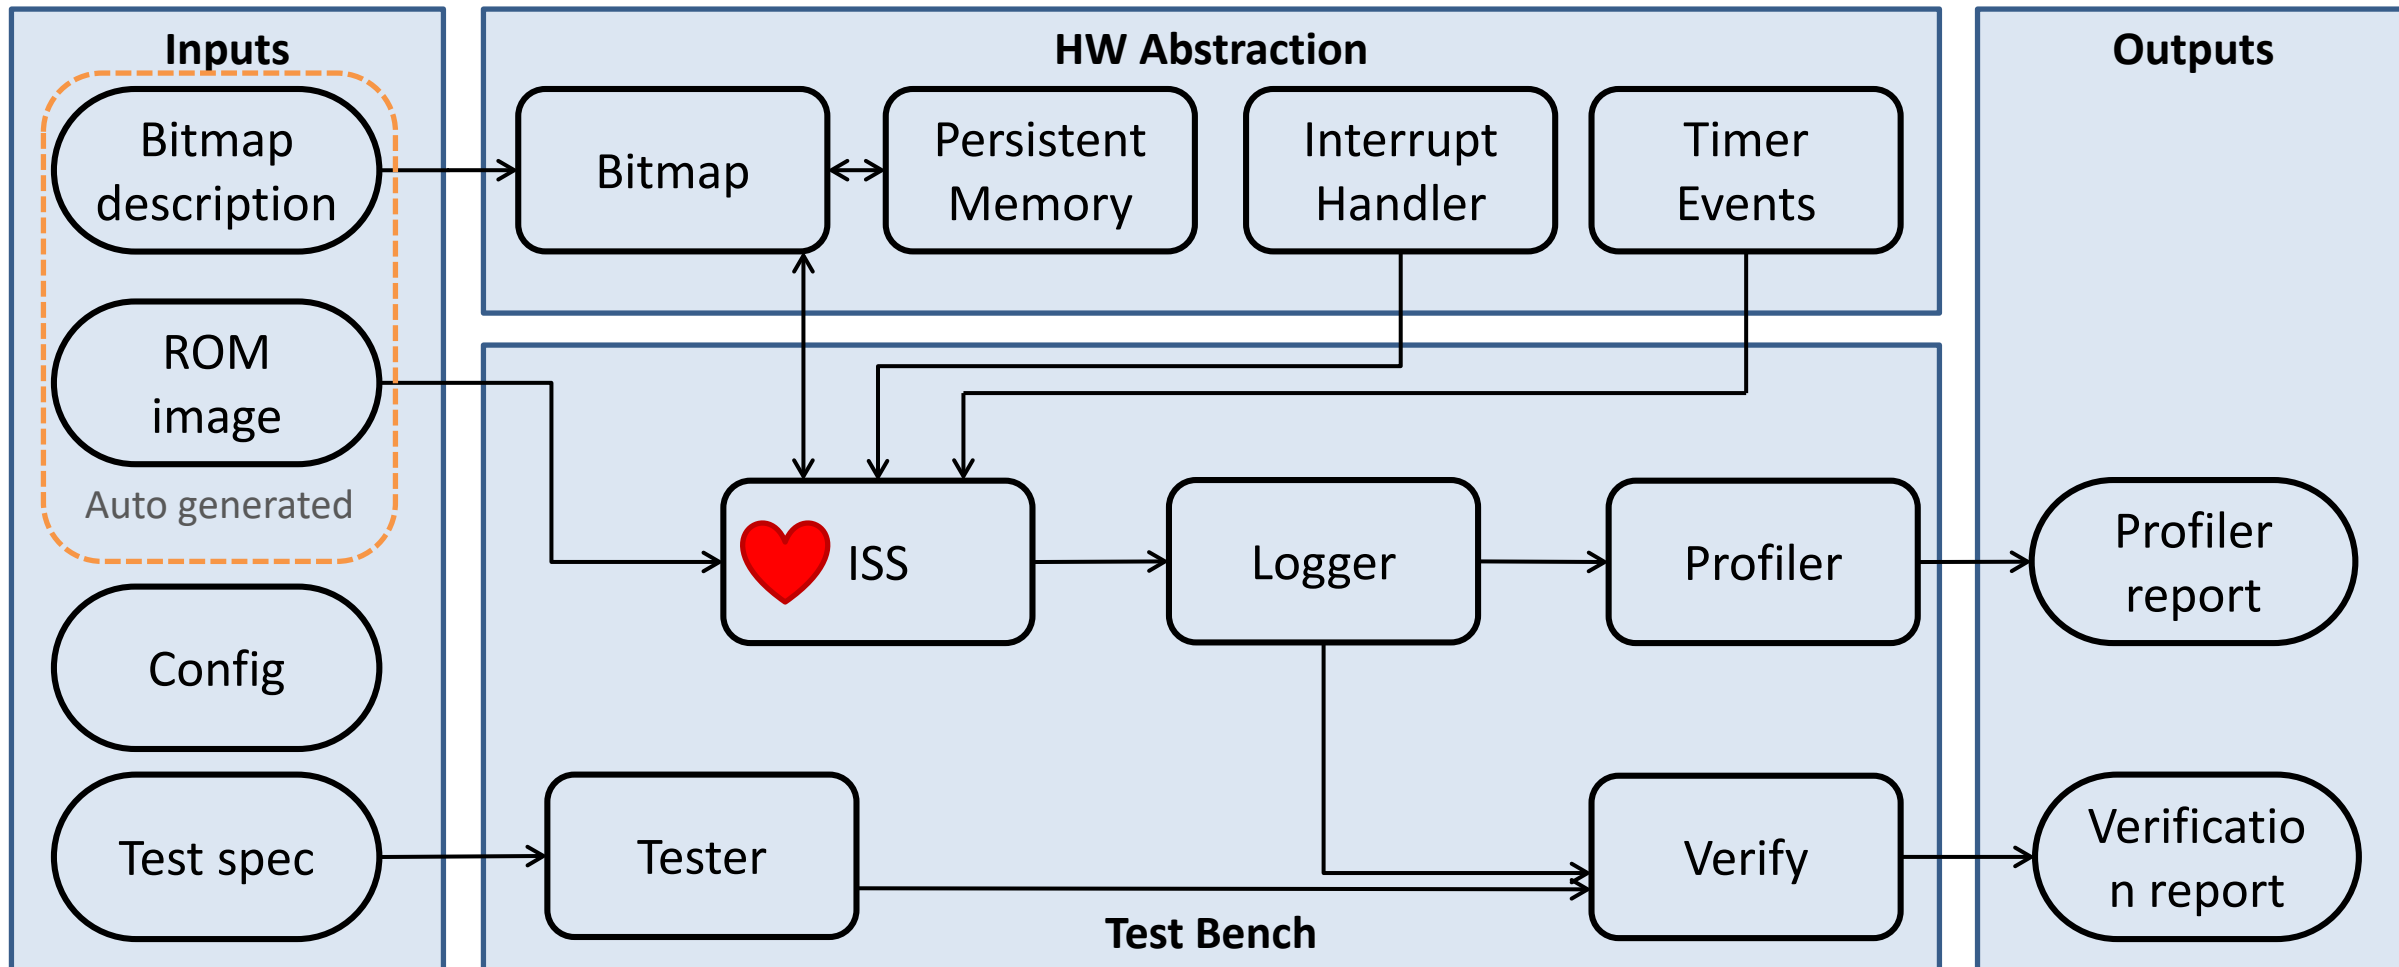 Inputs
Bitmap
description
ROM
image
Auto generated
Config
Test spec
HW Abstraction
Bitmap
Persistent
Memory
Interrupt
Handler
Timer
Events
ISS
Logger
Profiler
Tester
Verify
Test Bench
Outputs
Profiler
report
Verificatio
n report